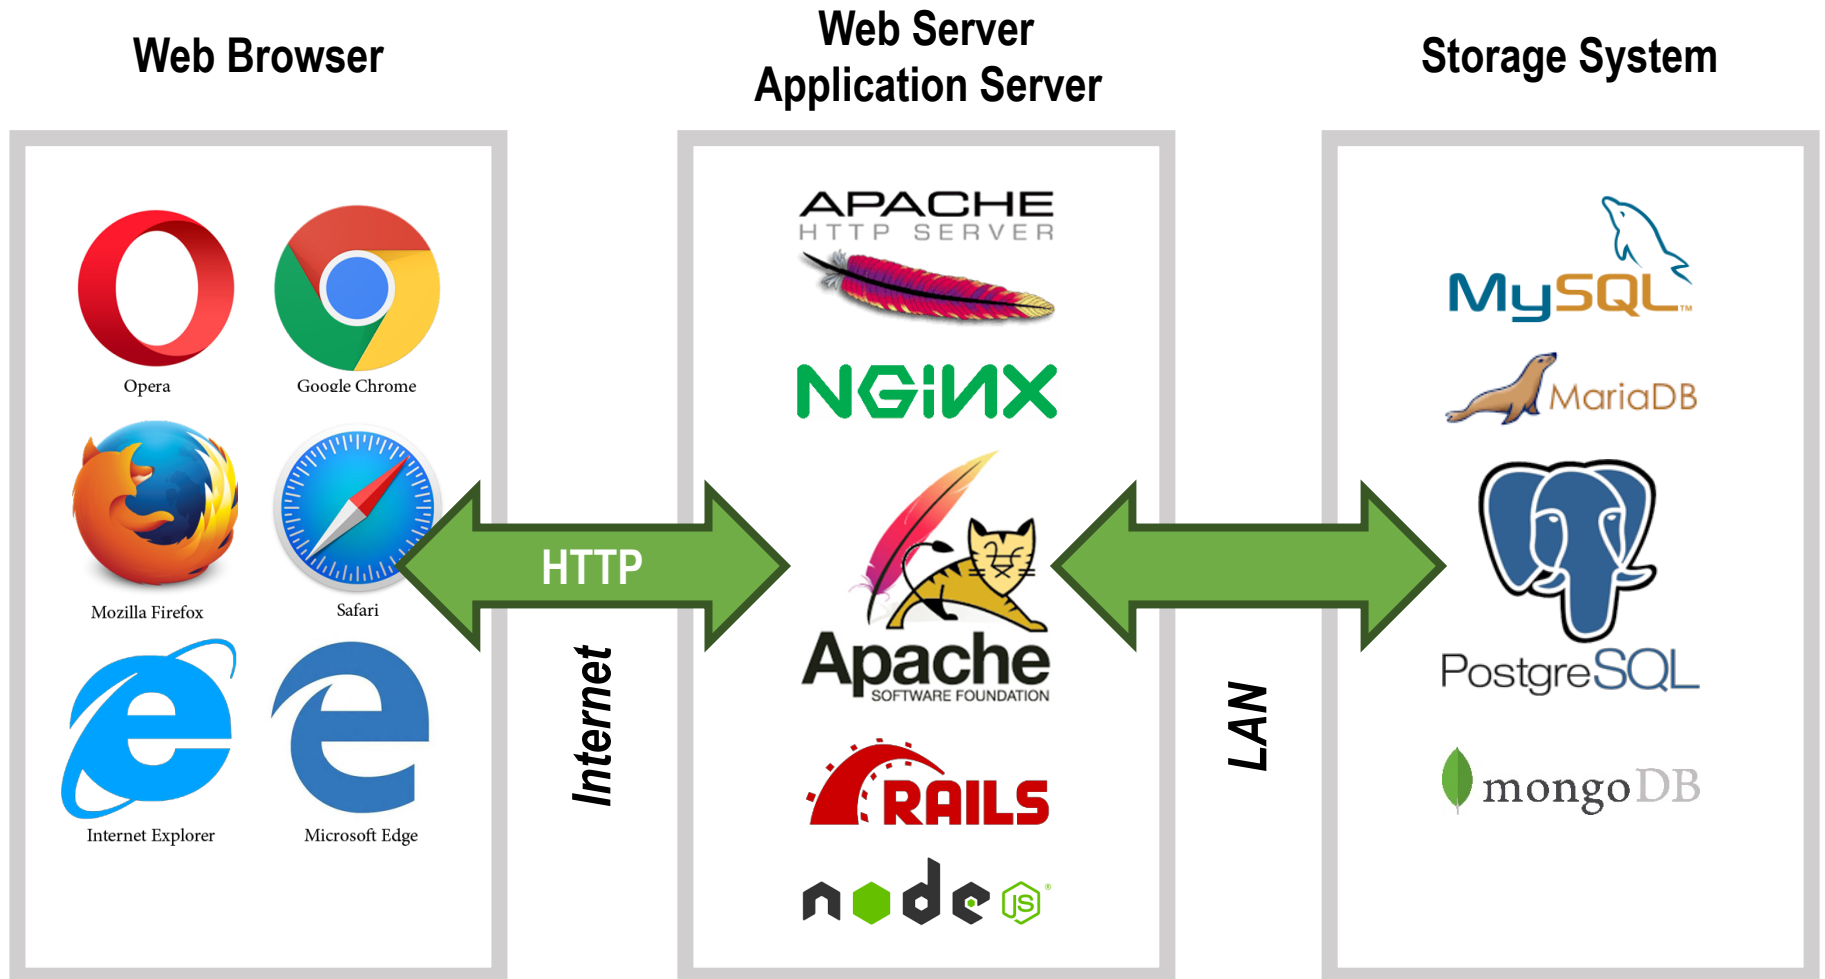 Web Browser
Web Server
Application Server
Storage System
Opera
Google Chrome
Mozilla Firefox
Safari
Internet Explorer
Microsoft Edge
HTTP
Internet
APACHE
HTTP SERVER
NGiNX
Apache
SOFTWARE FOUNDATION
RAILS
node JS ®
LAN
MySQL™
MariaDB
PostgreSQL
mongoDB